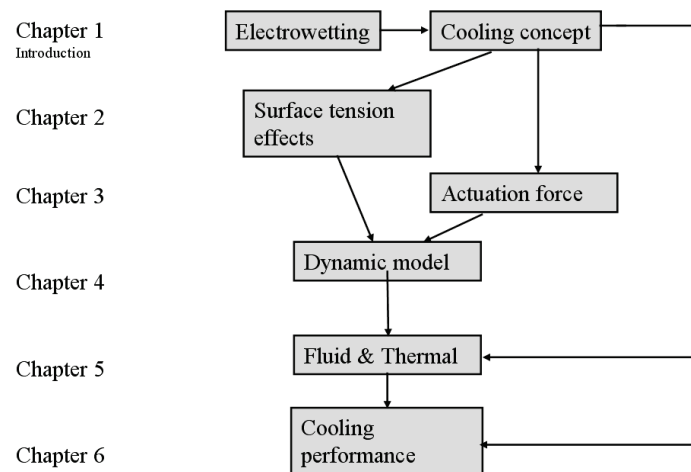 Chapter 1
Introduction
Electrowetting
Cooling concept
Chapter 2
Surface tension
effects
Chapter 3
Actuation force
Dynamic model
Chapter 4
Fluid & Thermal
Chapter 5
Cooling
performance
Chapter 6